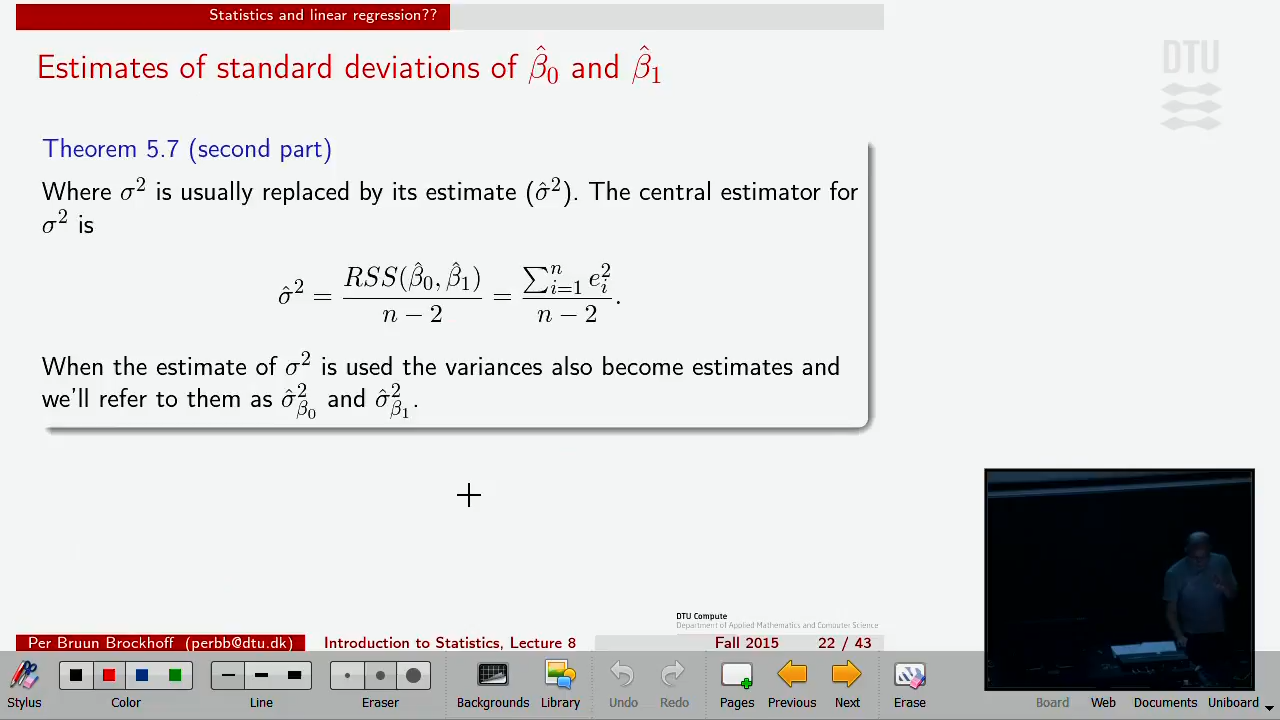 Statistics and linear regression??
DTU
Estimates of standard deviations of β̂₀ and β̂₁
Theorem 5.7 (second part)
Where σ² is usually replaced by its estimate (σ̂²). The central estimator for
σ² is
σ̂² = RSS(β̂₀, β̂₁) / (n − 2) = ∑ⁿᵢ₌₁ eᵢ² / (n − 2).
When the estimate of σ² is used the variances also become estimates and
we'll refer to them as σ̂²_β₀ and σ̂²_β₁.
DTU Compute
Department of Applied Mathematics and Computer Science
Per Bruun Brockhoff (perbb@dtu.dk) Introduction to Statistics, Lecture 8 Fall 2015 22 / 43
Stylus Color Line Eraser Backgrounds Library Undo Redo Pages Previous Next Erase Board Web Documents Uniboard